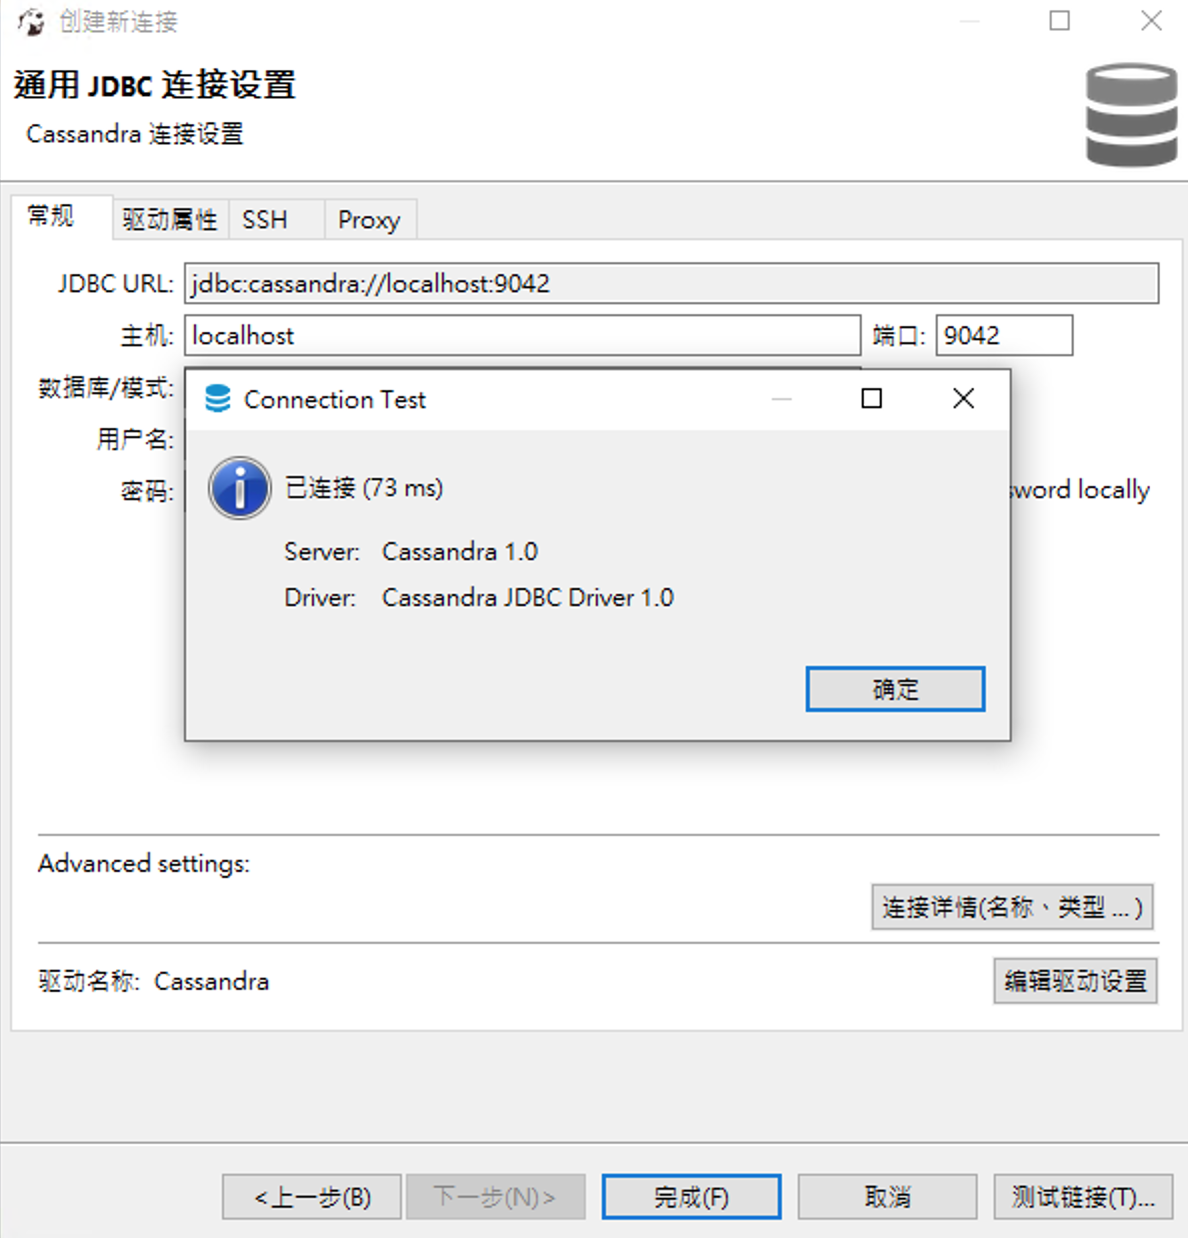 创建新连接
通用 JDBC 连接设置
Cassandra 连接设置
常规 驱动属性 SSH Proxy
JDBC URL: jdbc:cassandra://localhost:9042
主机: localhost 端口: 9042
数据库/模式:
用户名:
密码:
Connection Test
已连接 (73 ms)
Server: Cassandra 1.0
Driver: Cassandra JDBC Driver 1.0
确定
locally
Advanced settings:
连接详情(名称、类型 ... )
驱动名称: Cassandra
编辑驱动设置
<上一步(B) 下一步(N)> 完成(F) 取消 测试链接(T)...